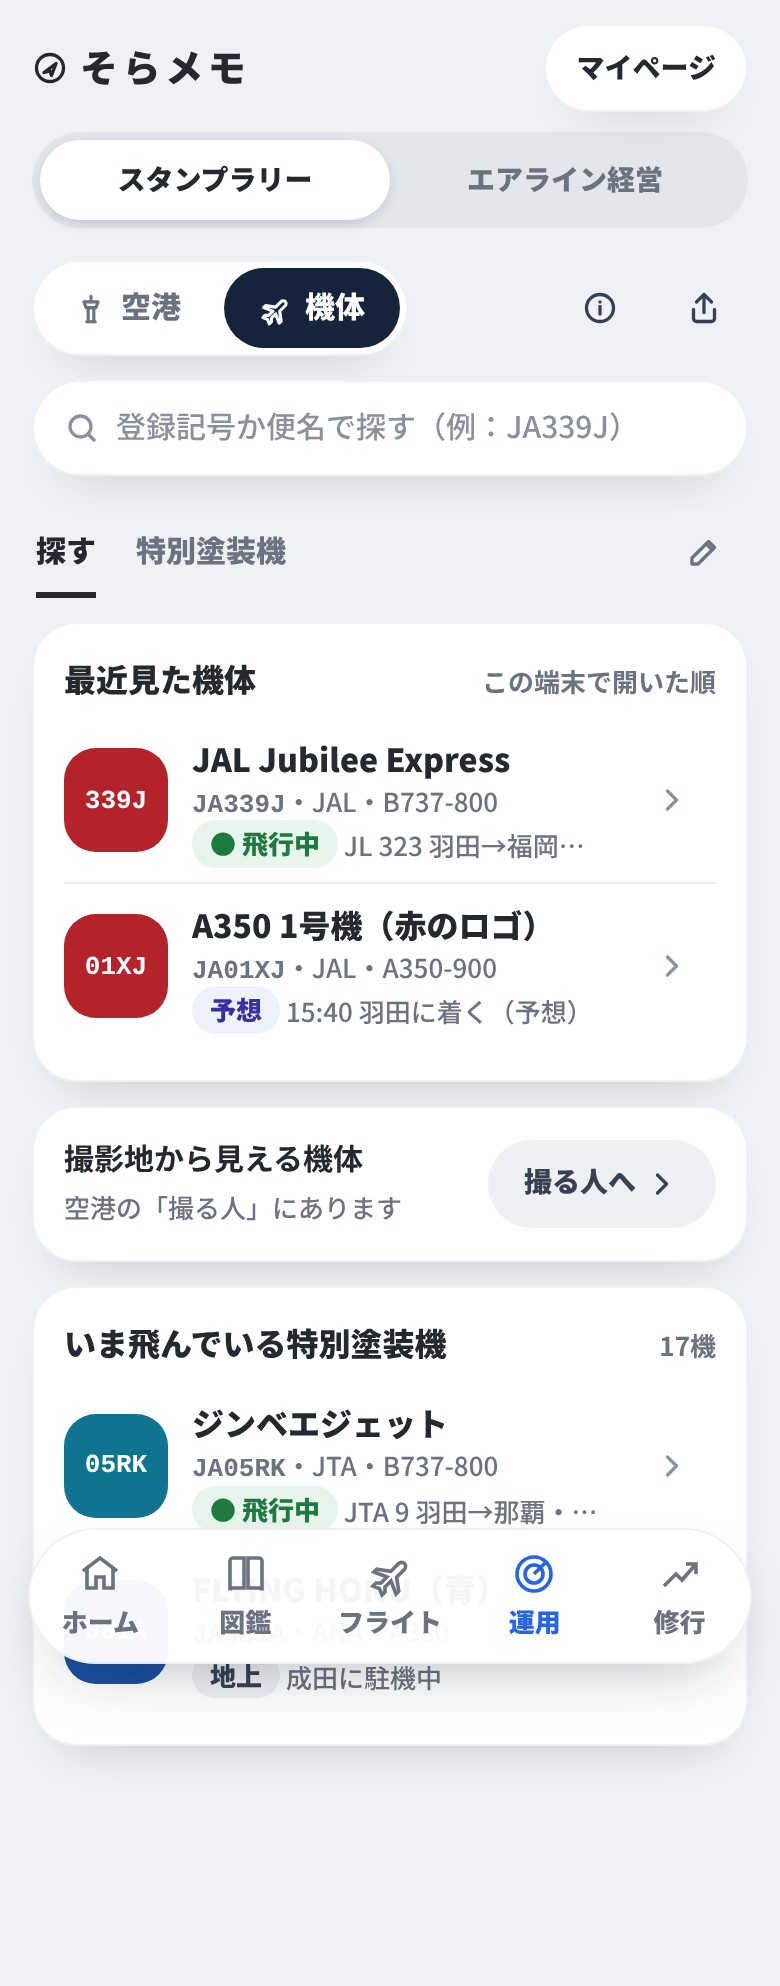 そらメモ
マイページ
スタンプラリー
エアライン経営
空港
機体
登録記号か便名で探す（例：JA339J）
探す
特別塗装機
最近見た機体
この端末で開いた順
339J
JAL Jubilee Express
JA339J・JAL・B737-800
飛行中 JL 323 羽田→福岡…
01XJ
A350 1号機（赤のロゴ）
JA01XJ・JAL・A350-900
予想 15:40 羽田に着く（予想）
撮影地から見える機体
空港の「撮る人」にあります
撮る人へ
いま飛んでいる特別塗装機
17機
05RK
ジンベエジェット
JA05RK・JTA・B737-800
飛行中 JTA 9 羽田→那覇・…
FLYING HONU（青）
ホーム
図鑑
フライト
運用
修行
地上 成田に駐機中